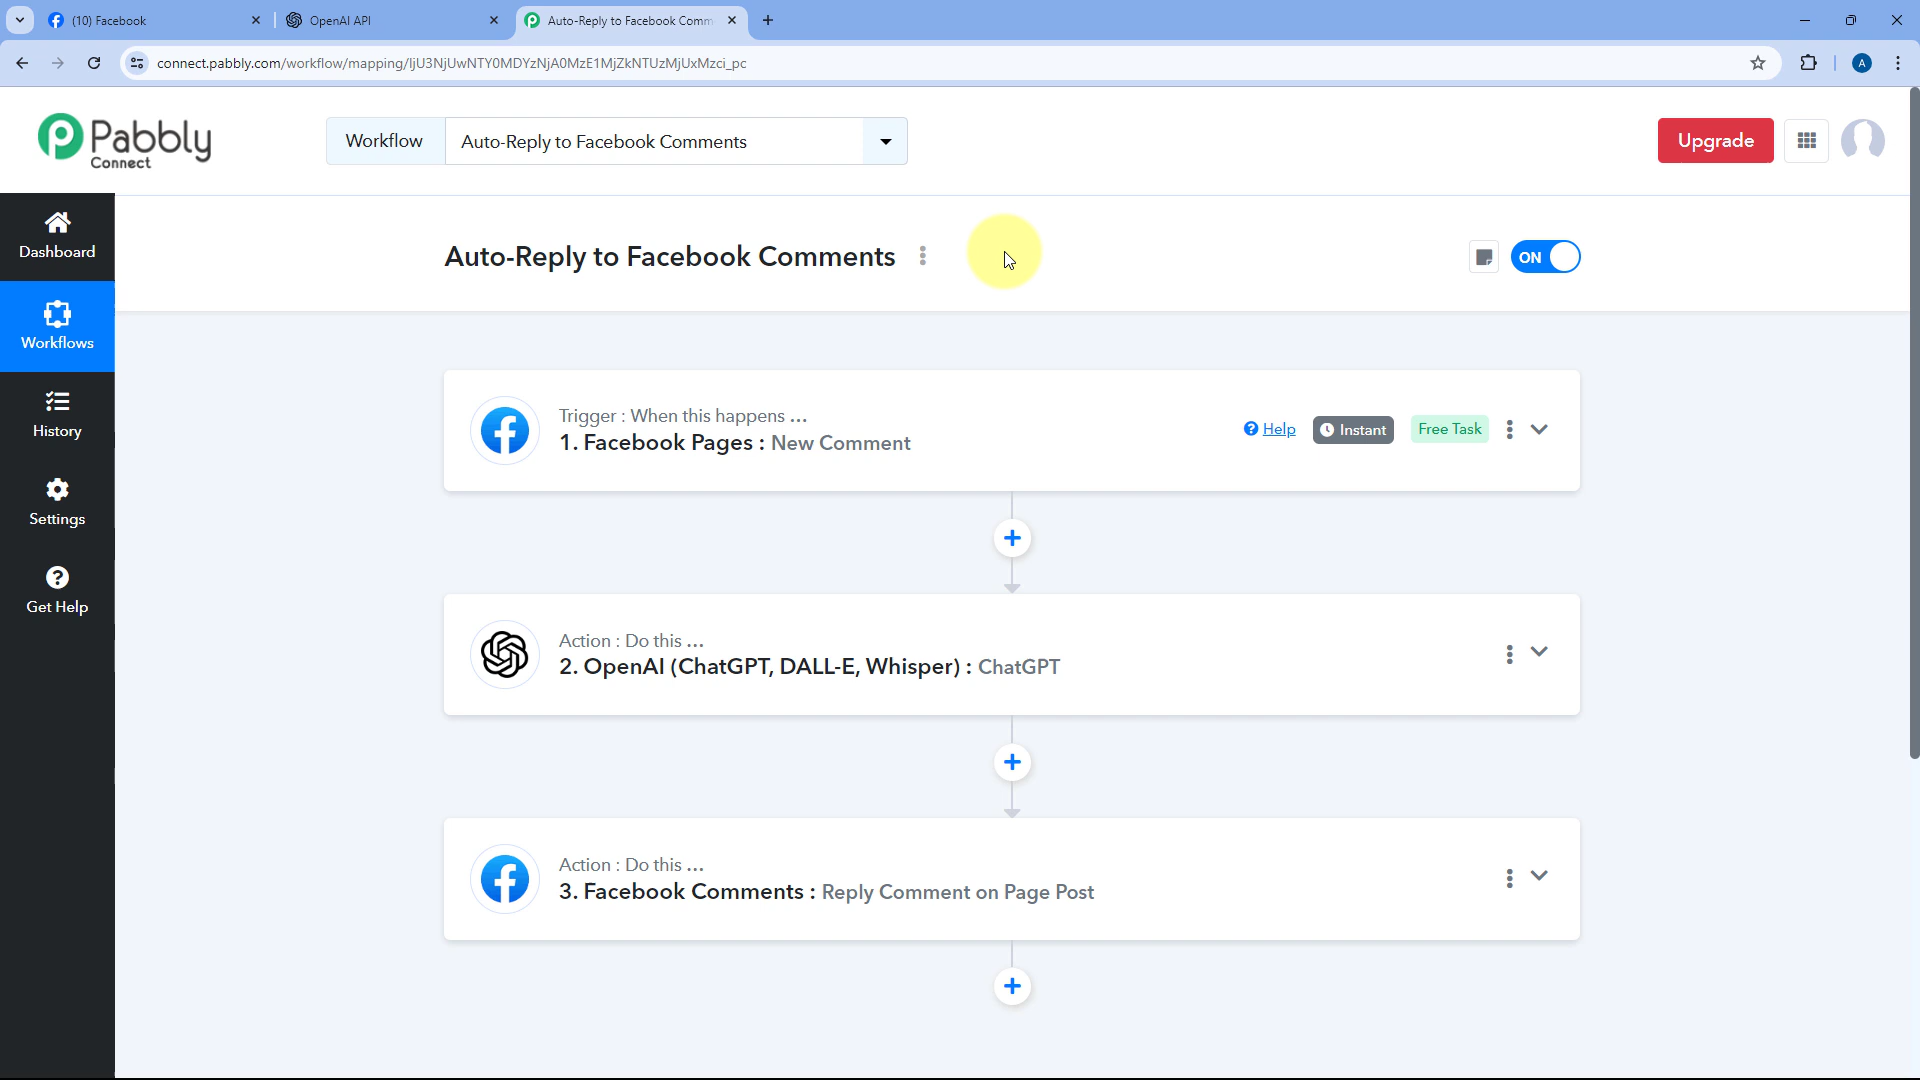 (10) Facebook
OpenAI API
Auto-Reply to Facebook Comm
connect.pabbly.com/workflow/mapping/IjU3NjUwNTY0MDYzNjA0MzE1MjZkNTUzMjUxMzci_pc
A
Pabbly
Connect
Workflow
Auto-Reply to Facebook Comments
Upgrade
Dashboard
Workflows
History
Settings
Get Help
Auto-Reply to Facebook Comments
ON
Trigger : When this happens ...
1. Facebook Pages : New Comment
Help
Instant
Free Task
Action : Do this ...
2. OpenAI (ChatGPT, DALL-E, Whisper) : ChatGPT
Action : Do this ...
3. Facebook Comments : Reply Comment on Page Post